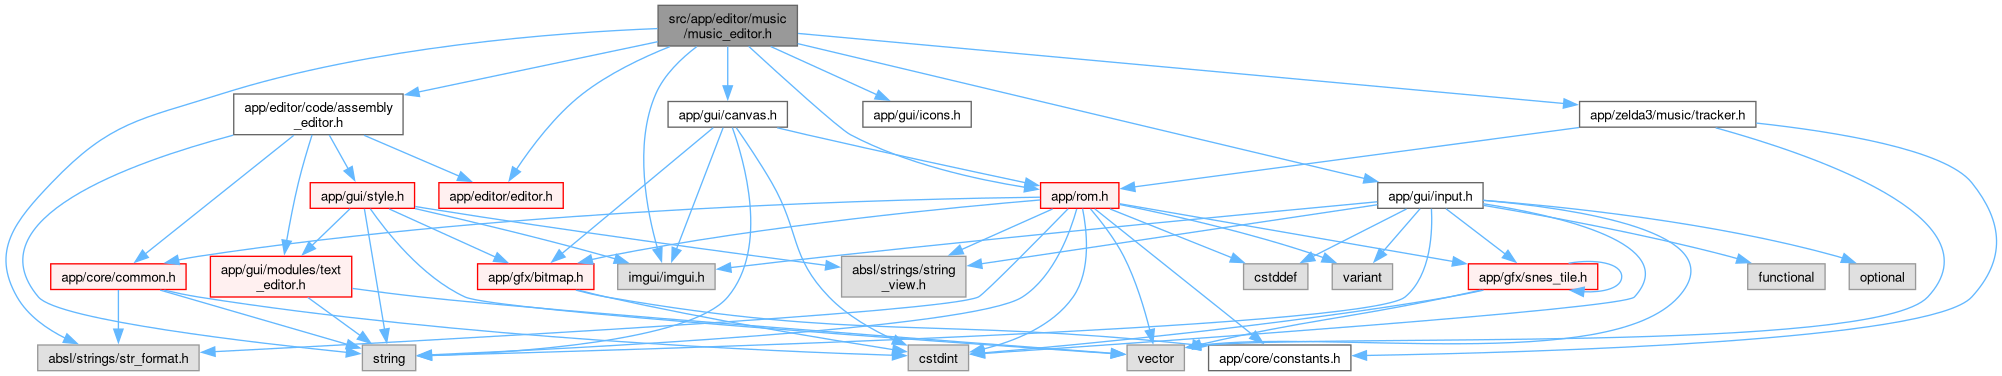 src/app/editor/music
/music_editor.h
app/editor/code/assembly
_editor.h
app/gui/canvas.h
app/gui/icons.h
app/zelda3/music/tracker.h
app/gui/style.h
app/editor/editor.h
app/rom.h
app/gui/input.h
app/core/common.h
app/gui/modules/text
_editor.h
app/gfx/bitmap.h
imgui/imgui.h
absl/strings/string
_view.h
cstddef
variant
app/gfx/snes_tile.h
functional
optional
absl/strings/str_format.h
string
cstdint
vector
app/core/constants.h